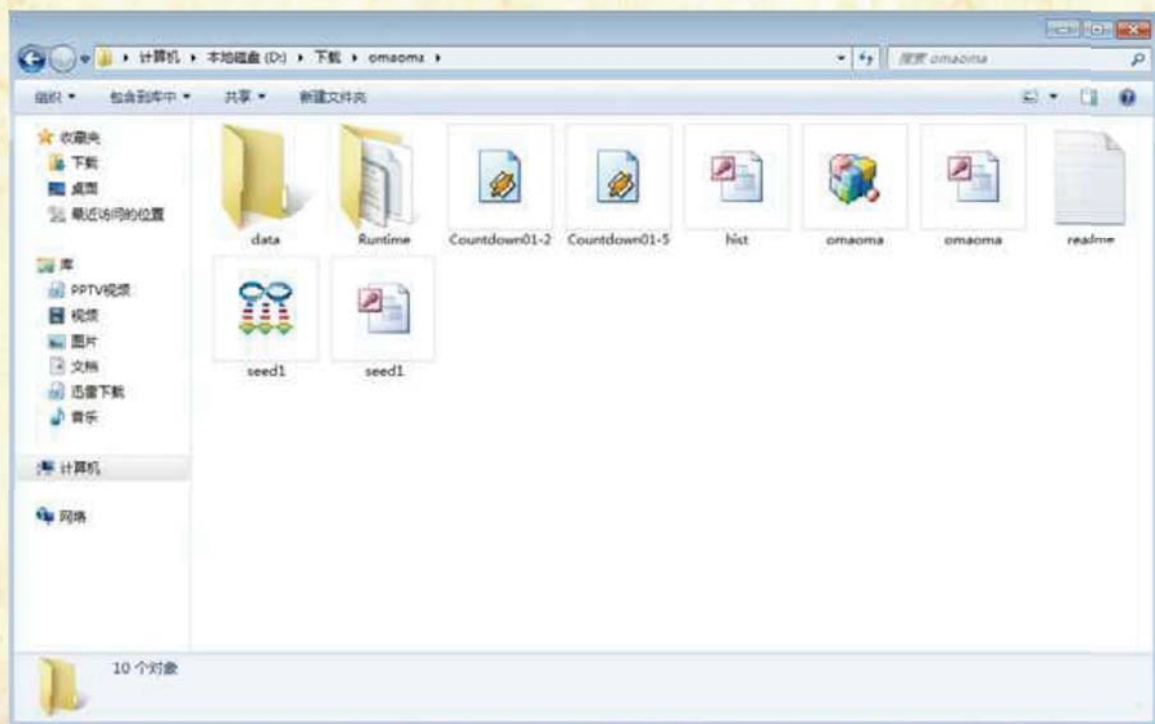 计算机 ▸ 本地磁盘 (D:) ▸ 下载 ▸ omaoma ▸
搜索 omaoma
组织 包含到库中 共享 新建文件夹
收藏夹
下载
桌面
最近访问的位置
库
PPTV视频
视频
图片
文档
迅雷下载
音乐
计算机
网络
data Runtime Countdown01-2 Countdown01-5 hist omaoma omaoma readme
seed1 seed1
10 个对象